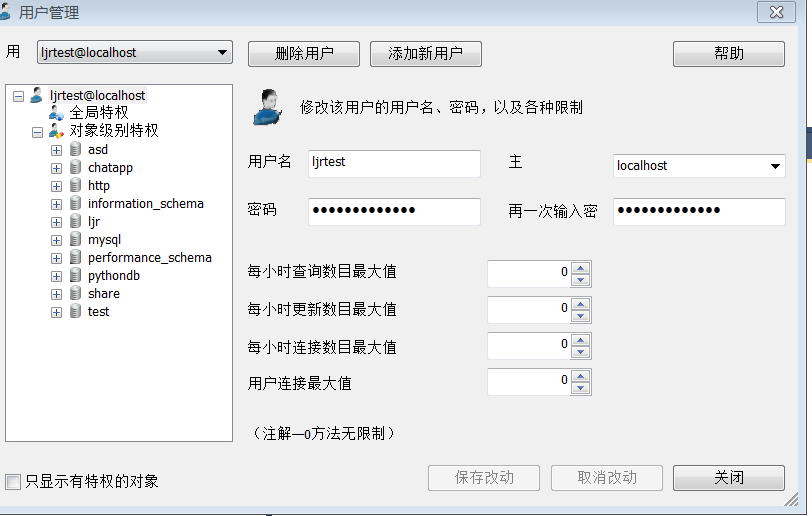 用户管理
用 ljrtest@localhost 删除用户 添加新用户 帮助
ljrtest@localhost
全局特权
对象级别特权
asd
chatapp
http
information_schema
ljr
mysql
performance_schema
pythondb
share
test
修改该用户的用户名、密码，以及各种限制
用户名 ljrtest 主 localhost
密码 ●●●●●●●●●●●●● 再一次输入密 ●●●●●●●●●●●●●
每小时查询数目最大值 0
每小时更新数目最大值 0
每小时连接数目最大值 0
用户连接最大值 0
（注解—0方法无限制）
只显示有特权的对象 保存改动 取消改动 关闭